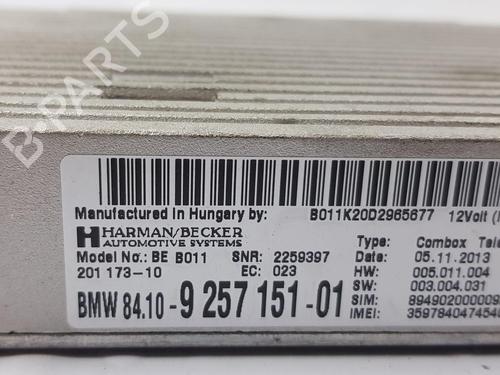 B-PARTS
Manufactured In Hungary by: B011K20D2965677 12Volt
HARMAN/BECKER
AUTOMOTIVE SYSTEMS
Type: Combox
Model No.: BE B011 SNR: 2259397 Date: 05.11.2013
201 173-10 EC: 023 HW: 005.011.004
SW: 003.004.031
BMW 84.10-9 257 151-01 SIM: 8949020000009
IMEI: 3597840474548